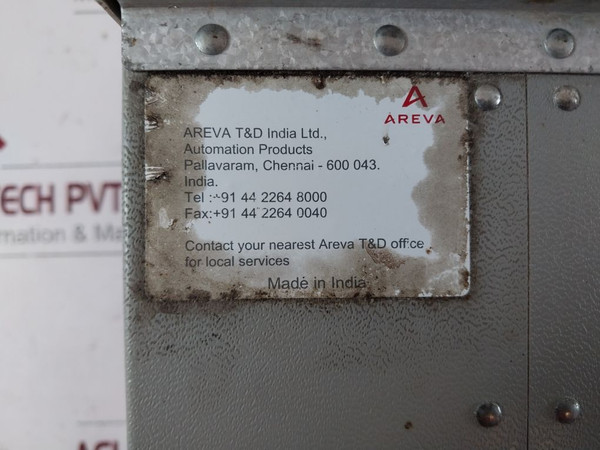 AREVA
AREVA T&D India Ltd.,
Automation Products
Pallavaram, Chennai - 600 043.
India.
Tel :+91 44 2264 8000
Fax:+91 44 2264 0040
Contact your nearest Areva T&D office
for local services
Made in India
TECH PVT
mation & Ma